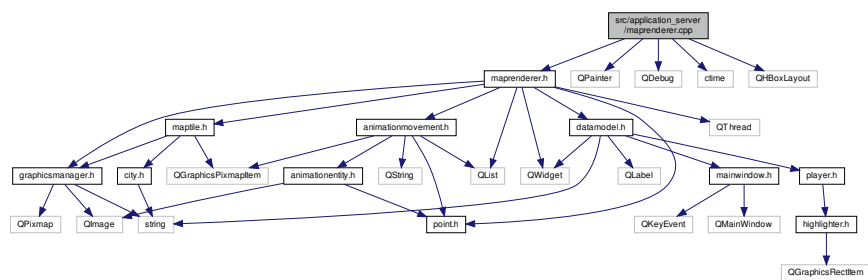 src/application_server
/maprenderer.cpp
maprenderer.h
QPainter
QDebug
ctime
QHBoxLayout
maptile.h
animationmovement.h
datamodel.h
QThread
graphicsmanager.h
city.h
QGraphicsPixmapItem
animationentity.h
QString
QList
QWidget
QLabel
mainwindow.h
player.h
QPixmap
QImage
string
point.h
QKeyEvent
QMainWindow
highlighter.h
QGraphicsRectItem